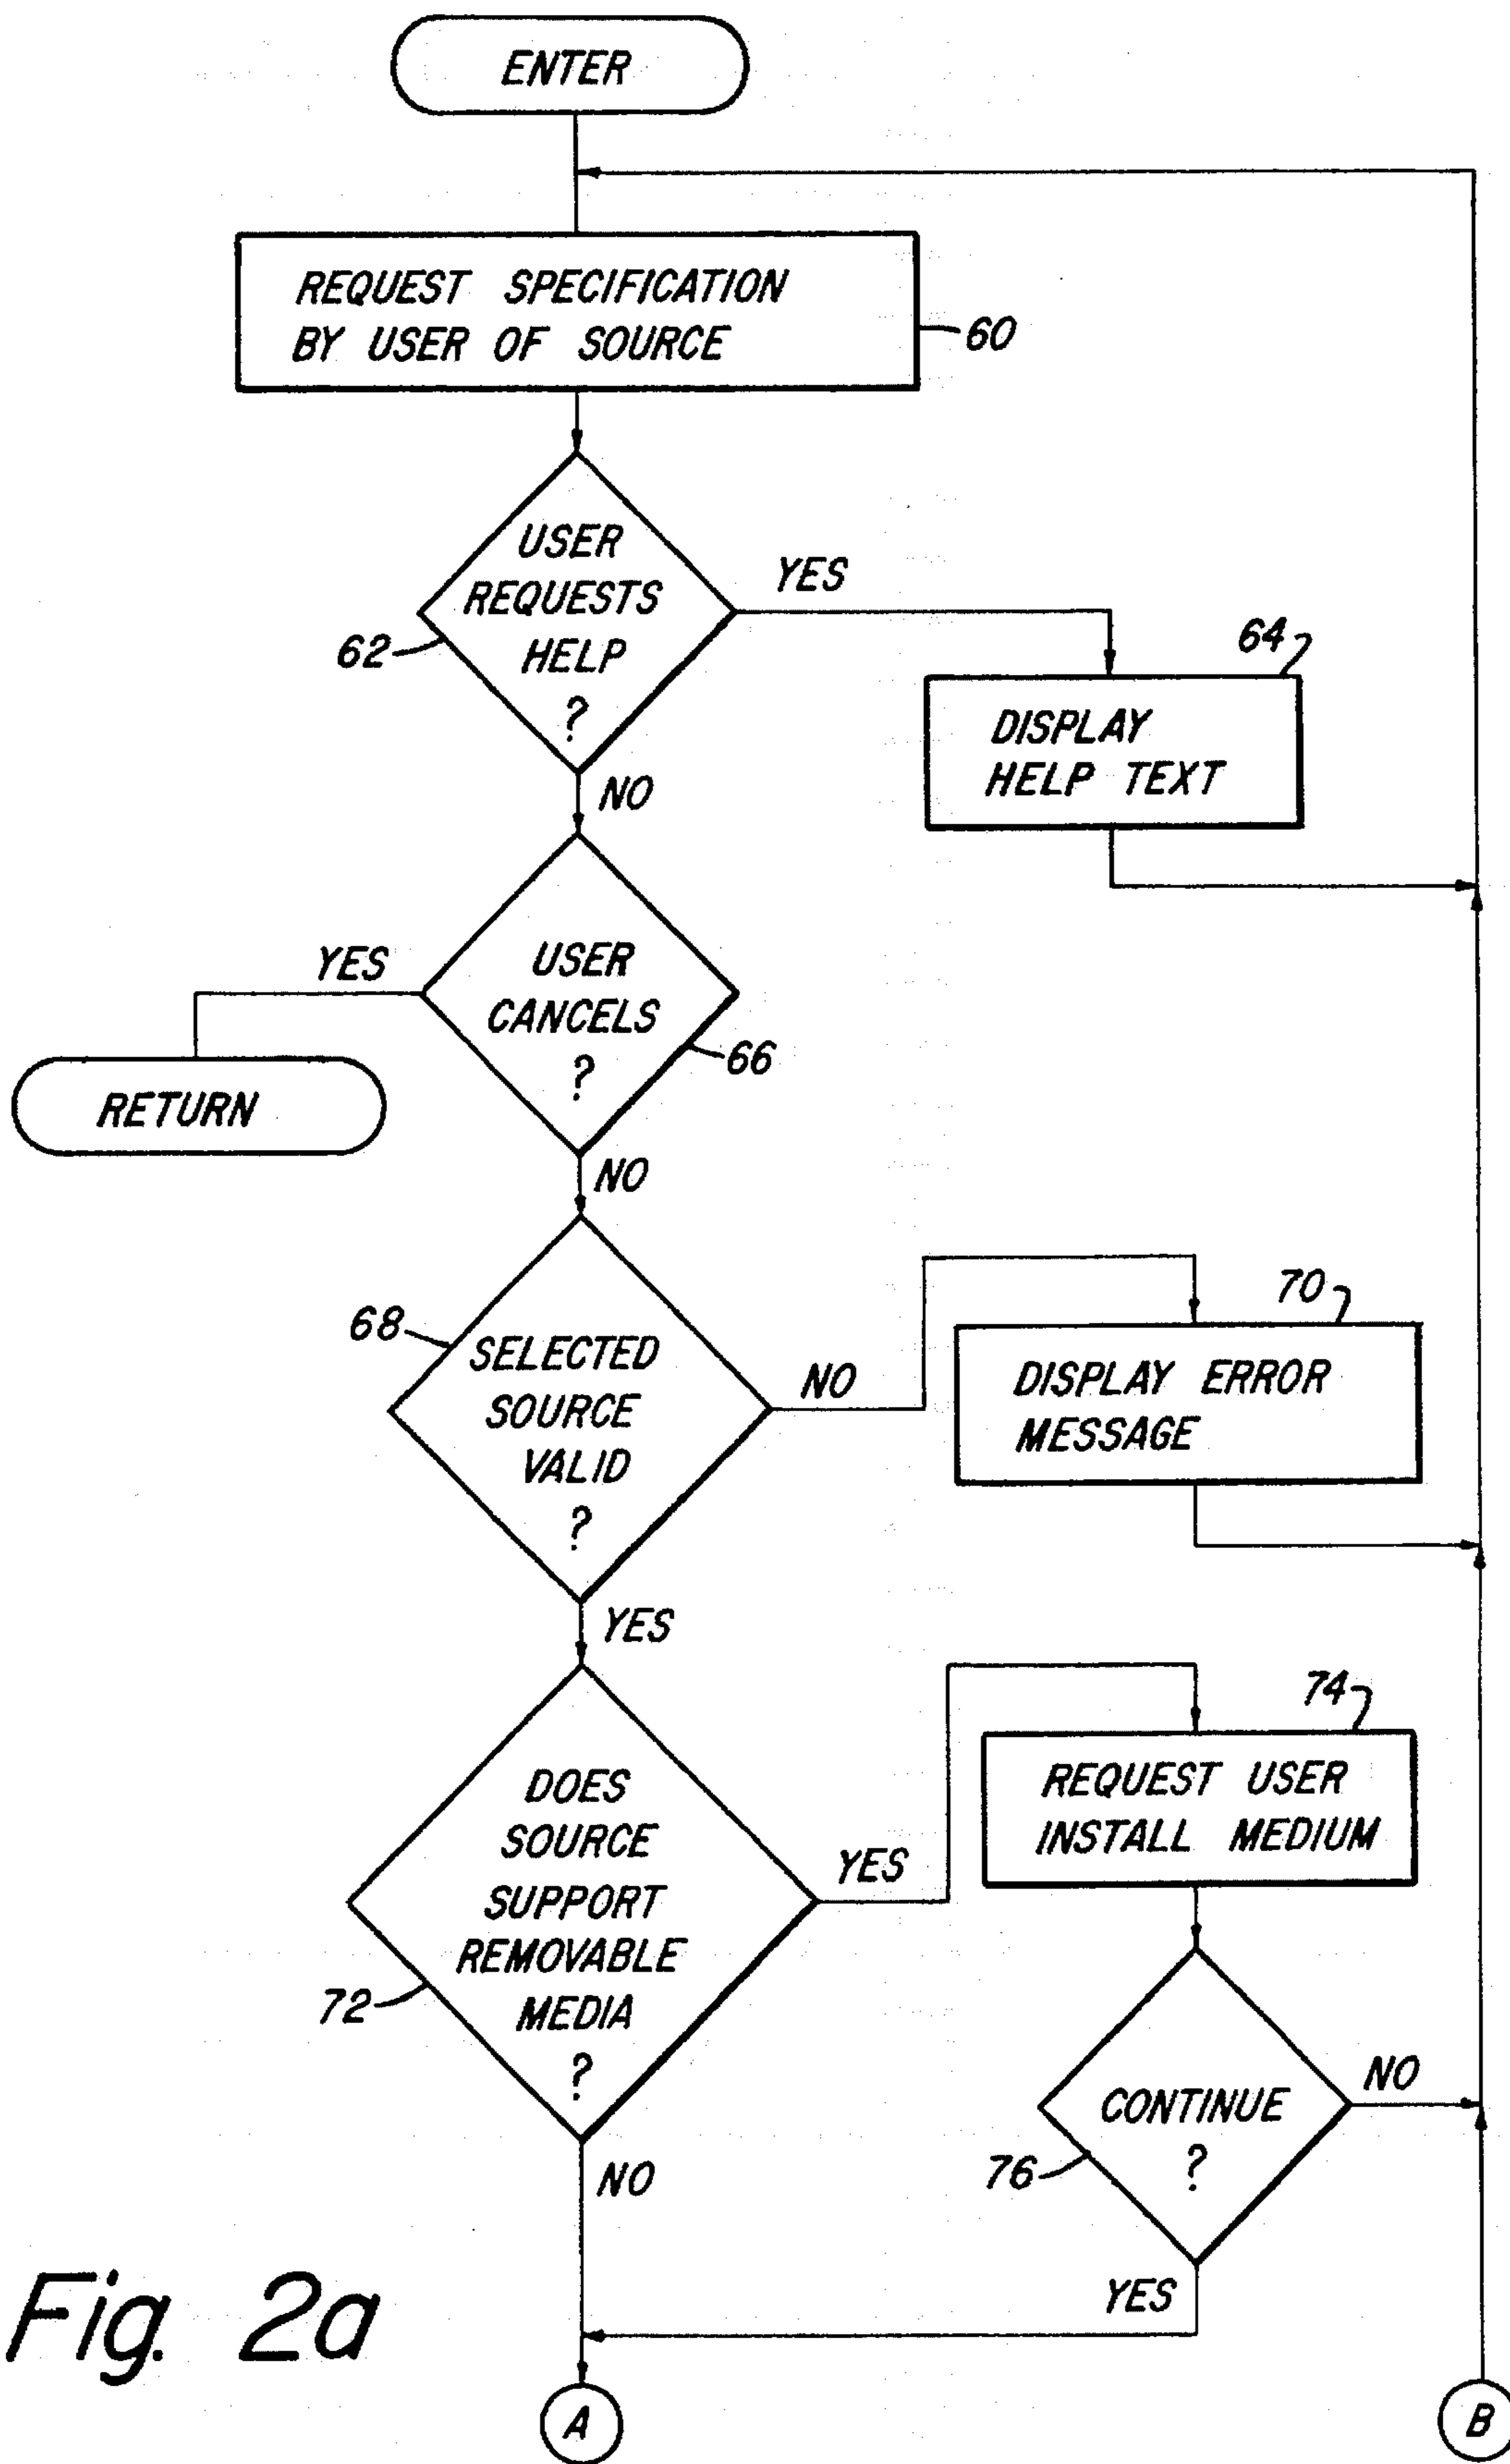 ENTER
REQUEST SPECIFICATION
BY USER OF SOURCE
60
USER
REQUESTS
HELP
?
62
YES
NO
64
DISPLAY
HELP TEXT
USER
CANCELS
?
66
YES
RETURN
NO
68
SELECTED
SOURCE
VALID
?
NO
70
DISPLAY ERROR
MESSAGE
YES
DOES
SOURCE
SUPPORT
REMOVABLE
MEDIA
?
72
YES
74
REQUEST USER
INSTALL MEDIUM
NO
CONTINUE
?
76
NO
YES
Fig. 2a
A
B